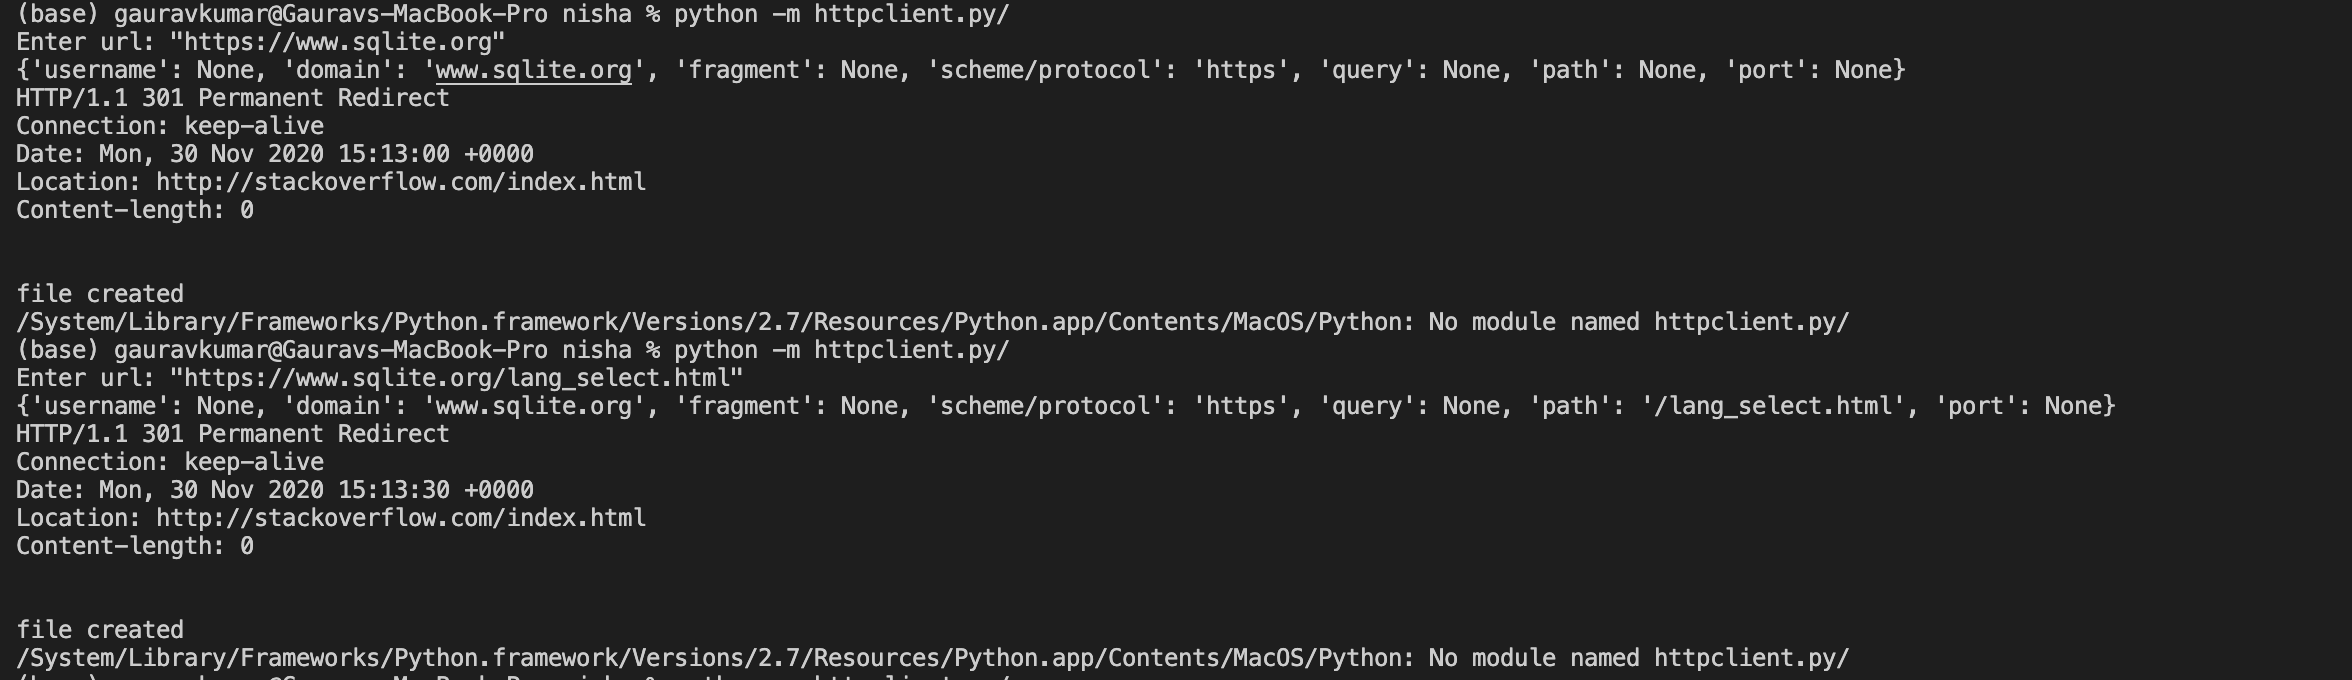 (base) gauravkumar@Gauravs-MacBook-Pro nisha % python -m httpclient.py/
Enter url: "https://www.sqlite.org"
{'username': None, 'domain': 'www.sqlite.org', 'fragment': None, 'scheme/protocol': 'https', 'query': None, 'path': None, 'port': None}
HTTP/1.1 301 Permanent Redirect
Connection: keep-alive
Date: Mon, 30 Nov 2020 15:13:00 +0000
Location: http://stackoverflow.com/index.html
Content-length: 0
file created
/System/Library/Frameworks/Python.framework/Versions/2.7/Resources/Python.app/Contents/MacOS/Python: No module named httpclient.py/
(base) gauravkumar@Gauravs-MacBook-Pro nisha % python -m httpclient.py/
Enter url: "https://www.sqlite.org/lang_select.html"
{'username': None, 'domain': 'www.sqlite.org', 'fragment': None, 'scheme/protocol': 'https', 'query': None, 'path': '/lang_select.html', 'port': None}
HTTP/1.1 301 Permanent Redirect
Connection: keep-alive
Date: Mon, 30 Nov 2020 15:13:30 +0000
Location: http://stackoverflow.com/index.html
Content-length: 0
file created
/System/Library/Frameworks/Python.framework/Versions/2.7/Resources/Python.app/Contents/MacOS/Python: No module named httpclient.py/